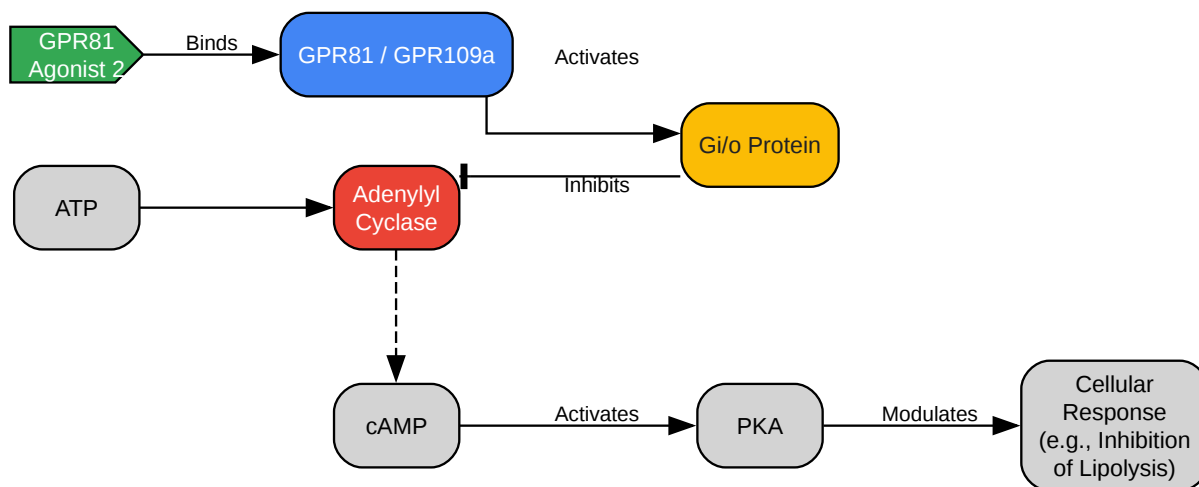 GPR81
Agonist 2
Binds
GPR81 / GPR109a
Activates
Gi/o Protein
Inhibits
ATP
Adenylyl
Cyclase
cAMP
Activates
PKA
Modulates
Cellular
Response
(e.g., Inhibition
of Lipolysis)